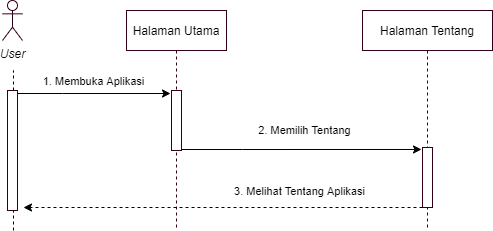 User
Halaman Utama
Halaman Tentang
1. Membuka Aplikasi
2. Memilih Tentang
3. Melihat Tentang Aplikasi